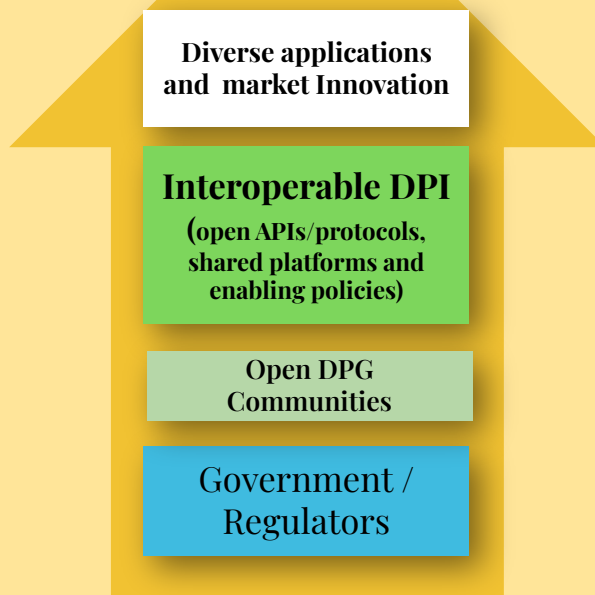 Diverse applications
and market Innovation
Interoperable DPI
(open APIs/protocols,
shared platforms and
enabling policies)
Open DPG
Communities
Government /
Regulators